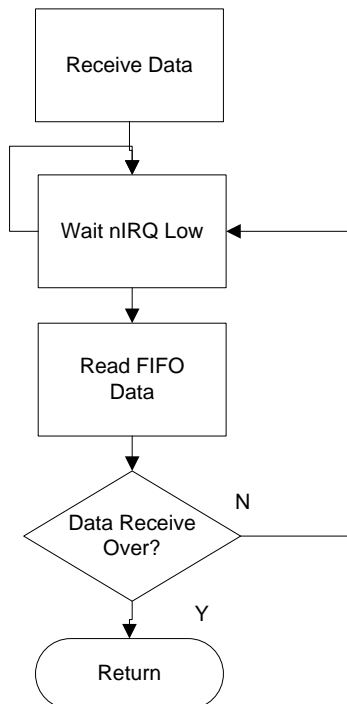 Receive Data
Wait nIRQ Low
Read FIFO
Data
Data Receive
Over?
N
Y
Return